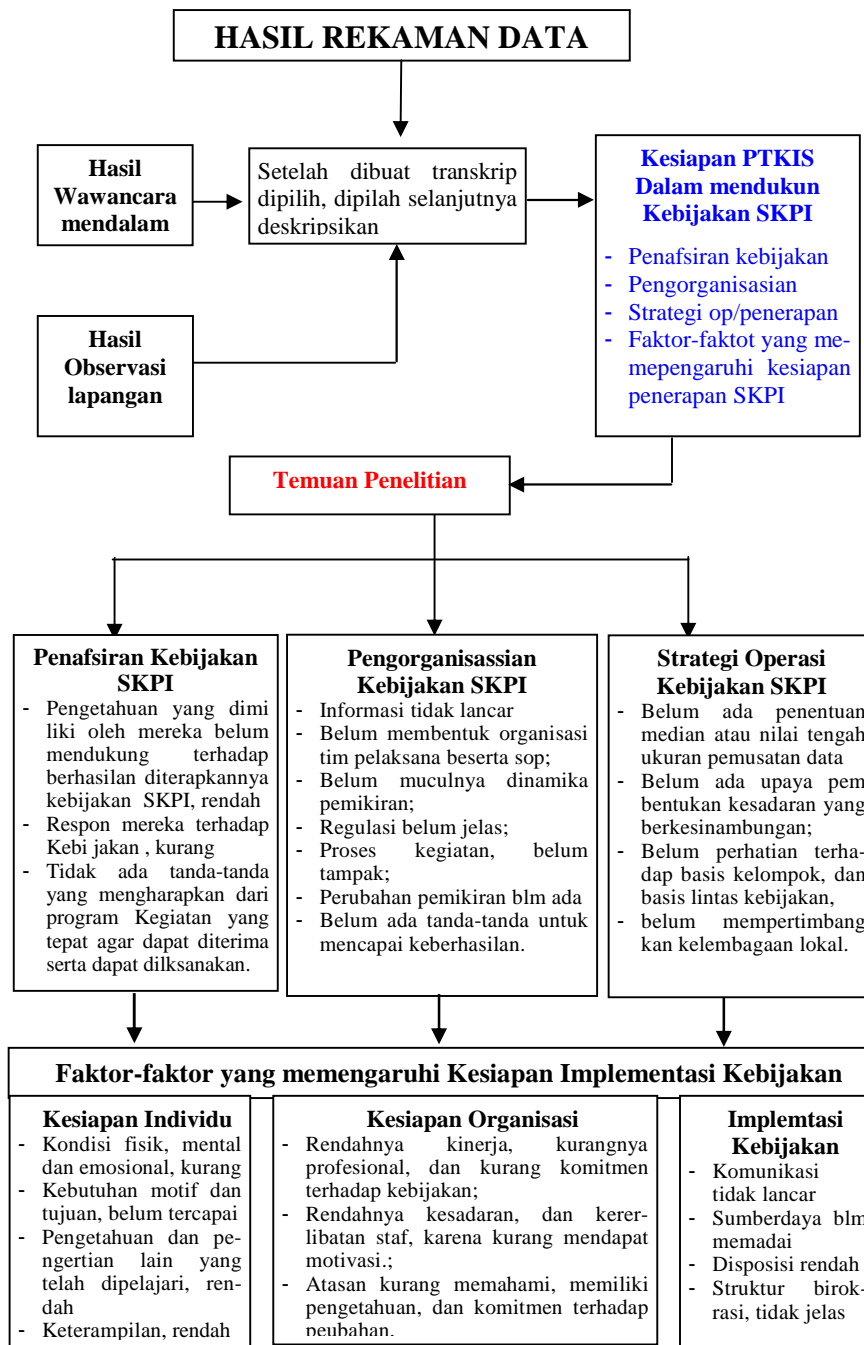 HASIL REKAMAN DATA
Hasil
Wawancara
mendalam
Setelah dibuat transkrip
dipilih, dipilah selanjutnya
deskripsikan
Kesiapan PTKIS
Dalam mendukun
Kebijakan SKPI
- Penafsiran kebijakan
- Pengorganisasian
- Strategi op/penerapan
- Faktor-faktot yang me-
mepengaruhi kesiapan
penerapan SKPI
Hasil
Observasi
lapangan
Temuan Penelitian
Penafsiran Kebijakan
SKPI
- Pengetahuan yang dimi
liki oleh mereka belum
mendukung terhadap
berhasilan diterapkannya
kebijakan SKPI, rendah
- Respon mereka terhadap
Kebi jakan , kurang
- Tidak ada tanda-tanda
yang mengharapkan dari
program Kegiatan yang
tepat agar dapat diterima
serta dapat dilksanakan.
Pengorganisassian
Kebijakan SKPI
- Informasi tidak lancar
- Belum membentuk organisasi
tim pelaksana beserta sop;
- Belum muculnya dinamika
pemikiran;
- Regulasi belum jelas;
- Proses kegiatan, belum
tampak;
- Perubahan pemikiran blm ada
- Belum ada tanda-tanda untuk
mencapai keberhasilan.
Strategi Operasi
Kebijakan SKPI
- Belum ada penentuan
median atau nilai tengah
ukuran pemusatan data
- Belum ada upaya pem
bentukan kesadaran yang
berkesinambungan;
- Belum perhatian terha-
dap basis kelompok, dan
basis lintas kebijakan,
- belum mempertimbang
kan kelembagaan lokal.
Faktor-faktor yang memengaruhi Kesiapan Implementasi Kebijakan
Kesiapan Individu
- Kondisi fisik, mental
dan emosional, kurang
- Kebutuhan motif dan
tujuan, belum tercapai
- Pengetahuan dan pe-
ngertian lain yang
telah dipelajari, ren-
dah
- Keterampilan, rendah
Kesiapan Organisasi
- Rendahnya kinerja, kurangnya
profesional, dan kurang komitmen
terhadap kebijakan;
- Rendahnya kesadaran, dan kerer-
libatan staf, karena kurang mendapat
motivasi.;
- Atasan kurang memahami, memiliki
pengetahuan, dan komitmen terhadap
peubahan.
Implemtasi
Kebijakan
- Komunikasi
tidak lancar
- Sumberdaya blm
memadai
- Disposisi rendah
- Struktur birok-
rasi, tidak jelas